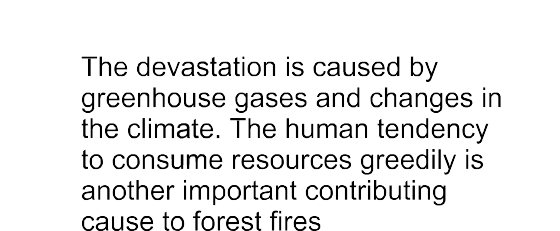 The devastation is caused by
greenhouse gases and changes in
the climate. The human tendency
to consume resources greedily is
another important contributing
cause to forest fires